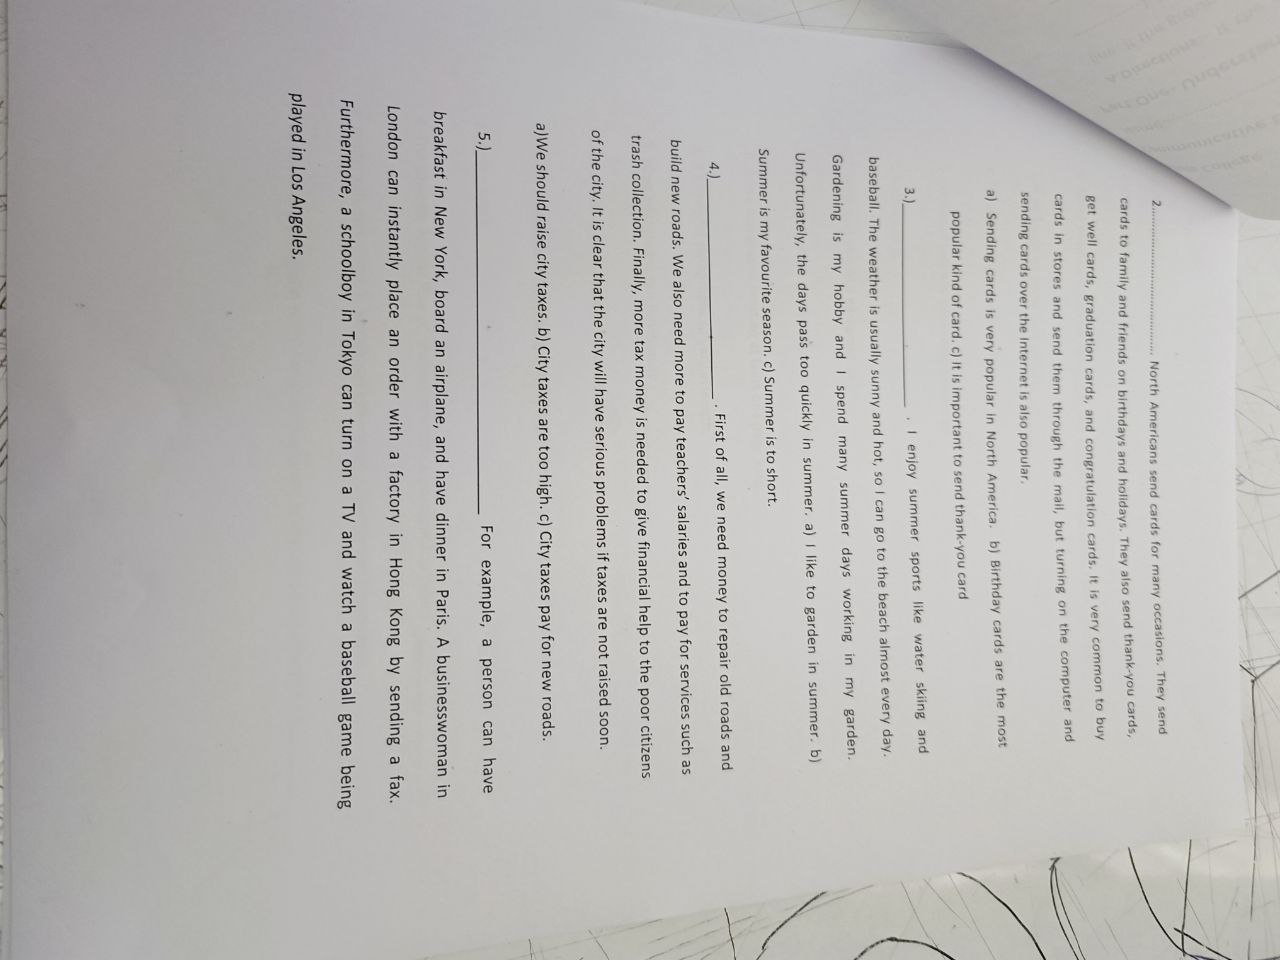 2............................................. North Americans send cards for many occasions. They send
cards to family and friends on birthdays and holidays. They also send thank-you cards,
get well cards, graduation cards, and congratulation cards. It is very common to buy
cards in stores and send them through the mail, but turning on the computer and
sending cards over the Internet is also popular.
a) Sending cards is very popular in North America. b) Birthday cards are the most
popular kind of card. c) It is important to send thank-you card
3.)______________________ . I enjoy summer sports like water skiing and
baseball. The weather is usually sunny and hot, so I can go to the beach almost every day.
Gardening is my hobby and I spend many summer days working in my garden.
Unfortunately, the days pass too quickly in summer. a) I like to garden in summer. b)
Summer is my favourite season. c) Summer is to short.
4.)______________________ . First of all, we need money to repair old roads and
build new roads. We also need more to pay teachers’ salaries and to pay for services such as
trash collection. Finally, more tax money is needed to give financial help to the poor citizens
of the city. It is clear that the city will have serious problems if taxes are not raised soon.
a)We should raise city taxes. b) City taxes are too high. c) City taxes pay for new roads.
5.)___________________________________ For example, a person can have
breakfast in New York, board an airplane, and have dinner in Paris. A businesswoman in
London can instantly place an order with a factory in Hong Kong by sending a fax.
Furthermore, a schoolboy in Tokyo can turn on a TV and watch a baseball game being
played in Los Angeles.